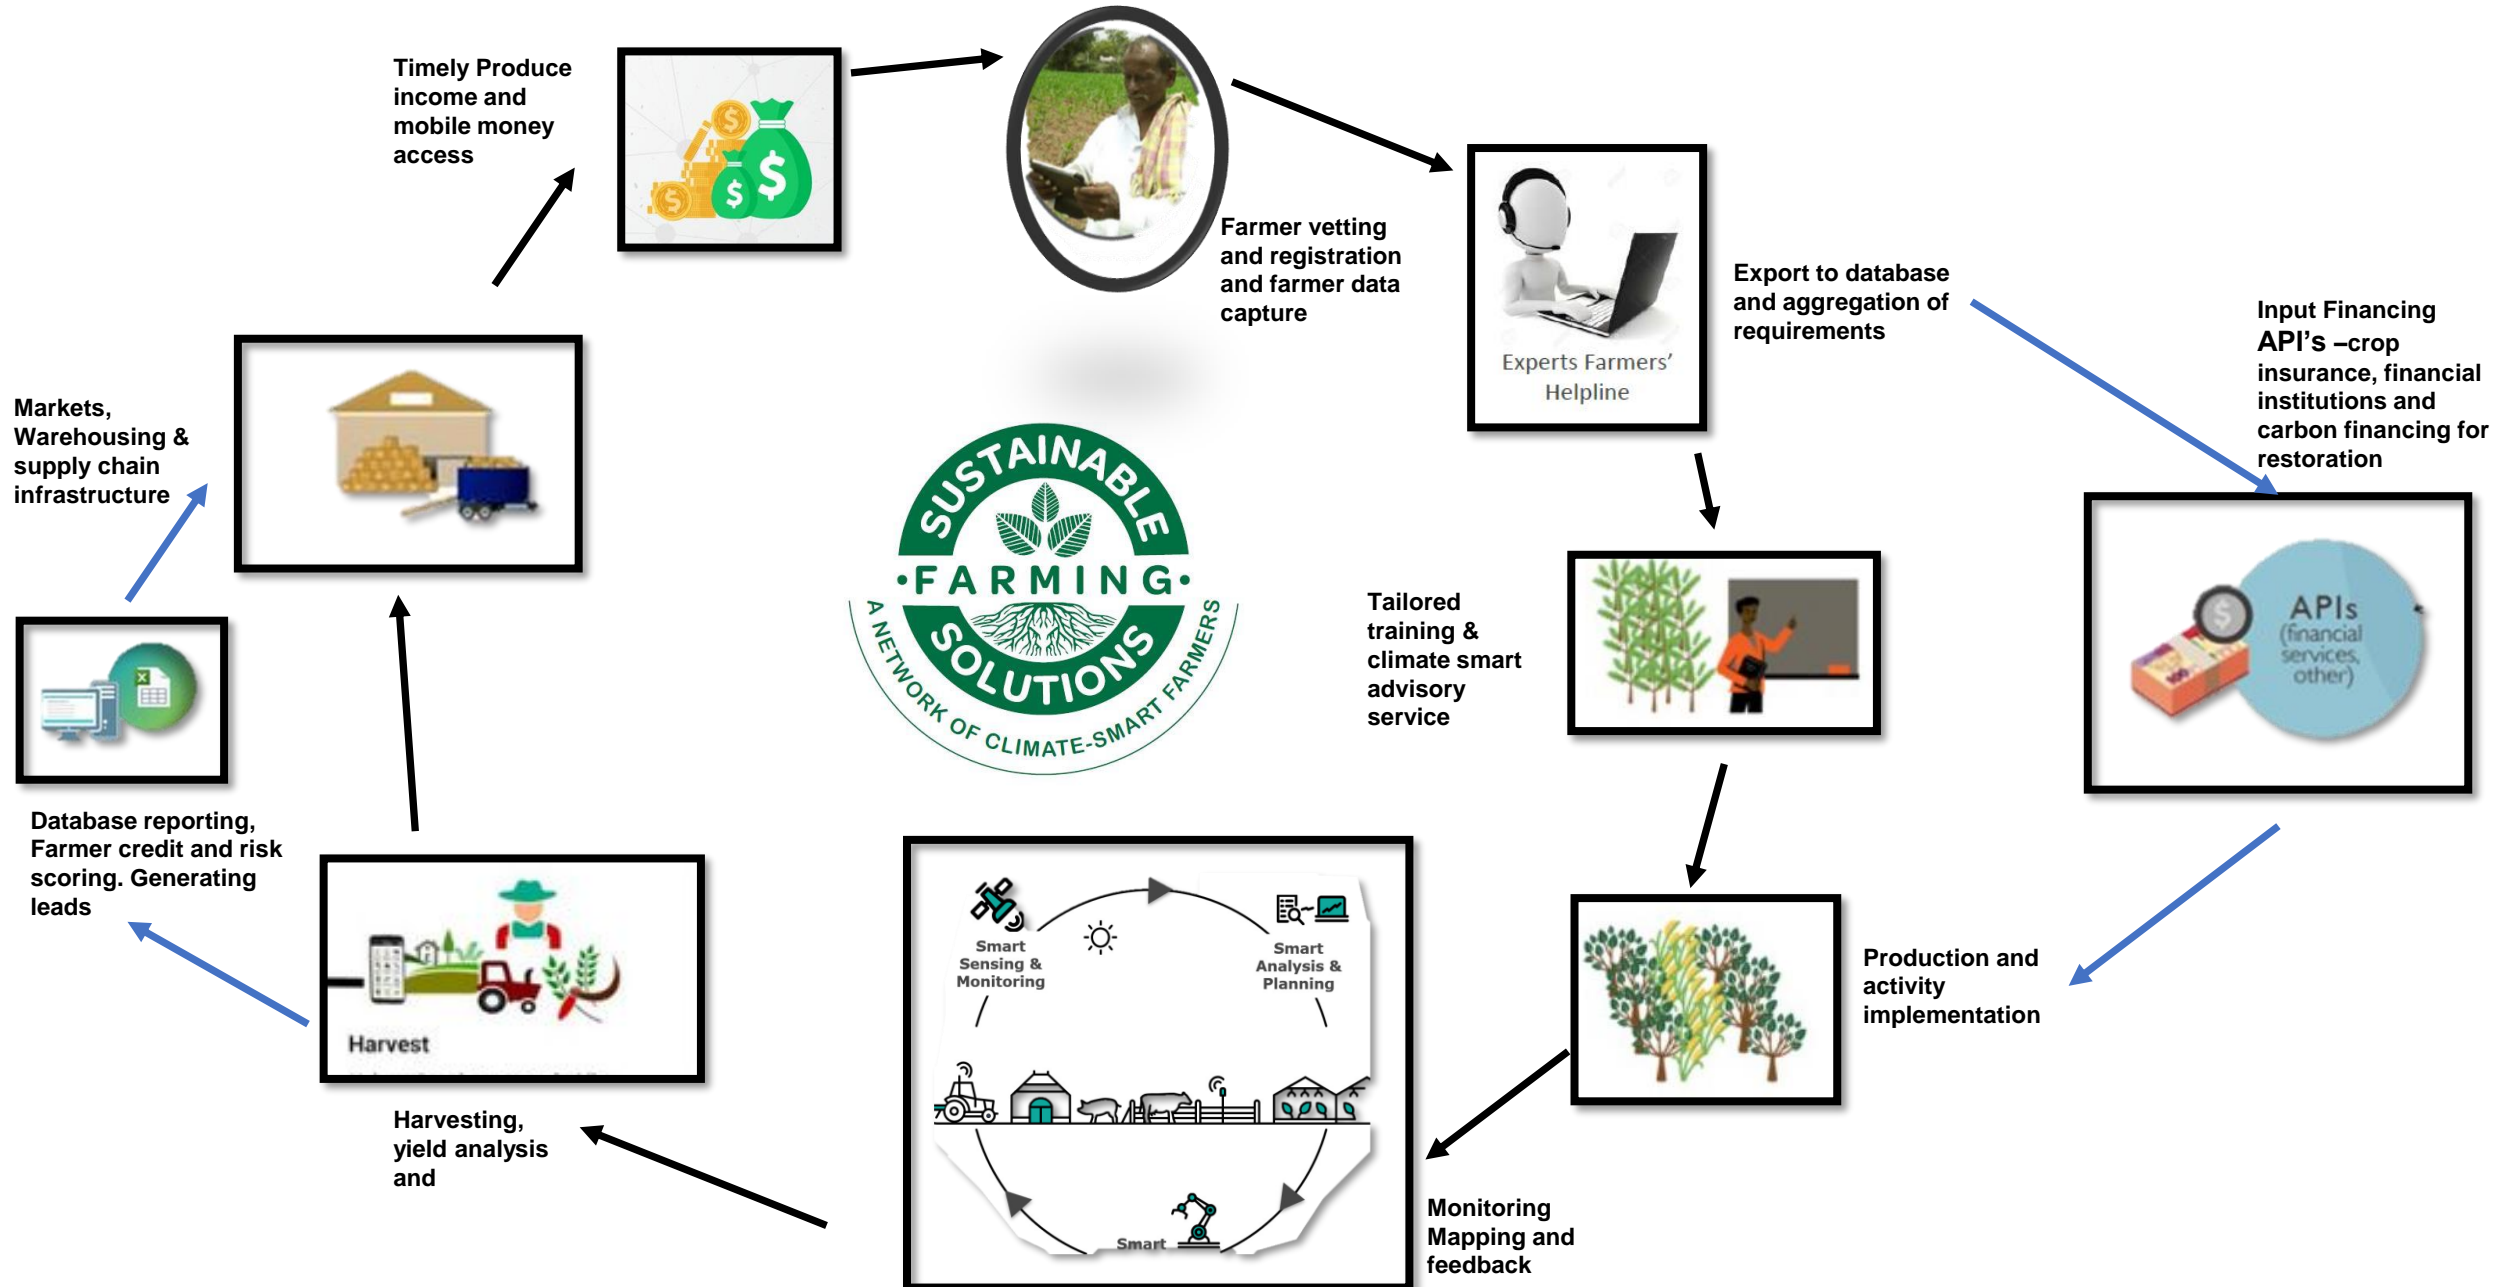 Timely Produce
income and
mobile money
access
Farmer vetting
and registration
and farmer data
capture
Experts Farmers'
Helpline
Export to database
and aggregation of
requirements
Input Financing
API's –crop
insurance, financial
institutions and
carbon financing for
restoration
APIs
(financial
services,
other)
100
Tailored
training &
climate smart
advisory
service
Production and
activity
implementation
Monitoring
Mapping and
feedback
Smart
Sensing &
Monitoring
Smart
Analysis &
Planning
Smart
Harvest
Harvesting,
yield analysis
and
Database reporting,
Farmer credit and risk
scoring. Generating
leads
Markets,
Warehousing &
supply chain
infrastructure
SUSTAINABLE
•FARMING•
SOLUTIONS
A NETWORK OF CLIMATE-SMART FARMERS